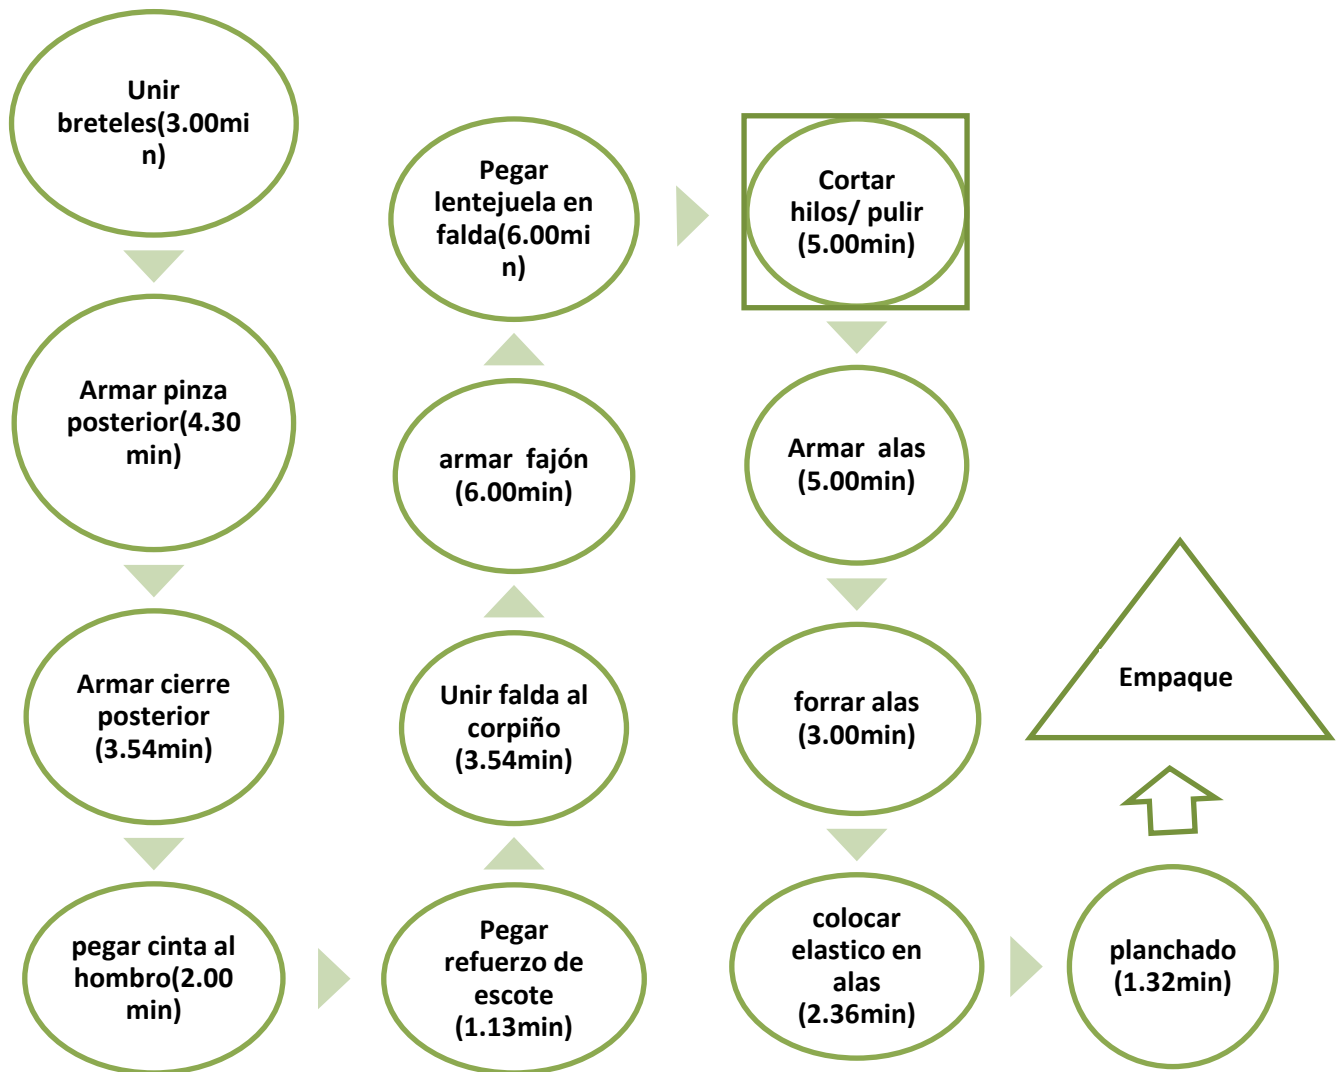 Unir
breteles(3.00mi
n)
Armar pinza
posterior(4.30
min)
Armar cierre
posterior
(3.54min)
pegar cinta al
hombro(2.00
min)
Pegar
refuerzo de
escote
(1.13min)
Unir falda al
corpiño
(3.54min)
armar  fajón
(6.00min)
Pegar
lentejuela en
falda(6.00mi
n)
Cortar
hilos/ pulir
(5.00min)
Armar  alas
(5.00min)
forrar alas
(3.00min)
colocar
elastico en
alas
(2.36min)
planchado
(1.32min)
Empaque